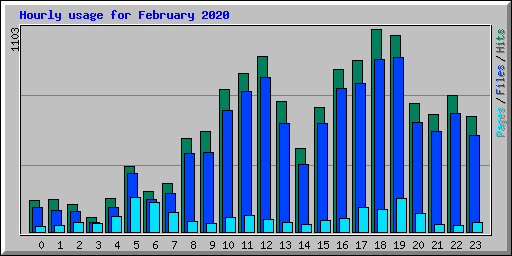 Hourly usage for February 2020
1103
Pages / Files / Hits
0 1 2 3 4 5 6 7 8 9 10 11 12 13 14 15 16 17 18 19 20 21 22 23